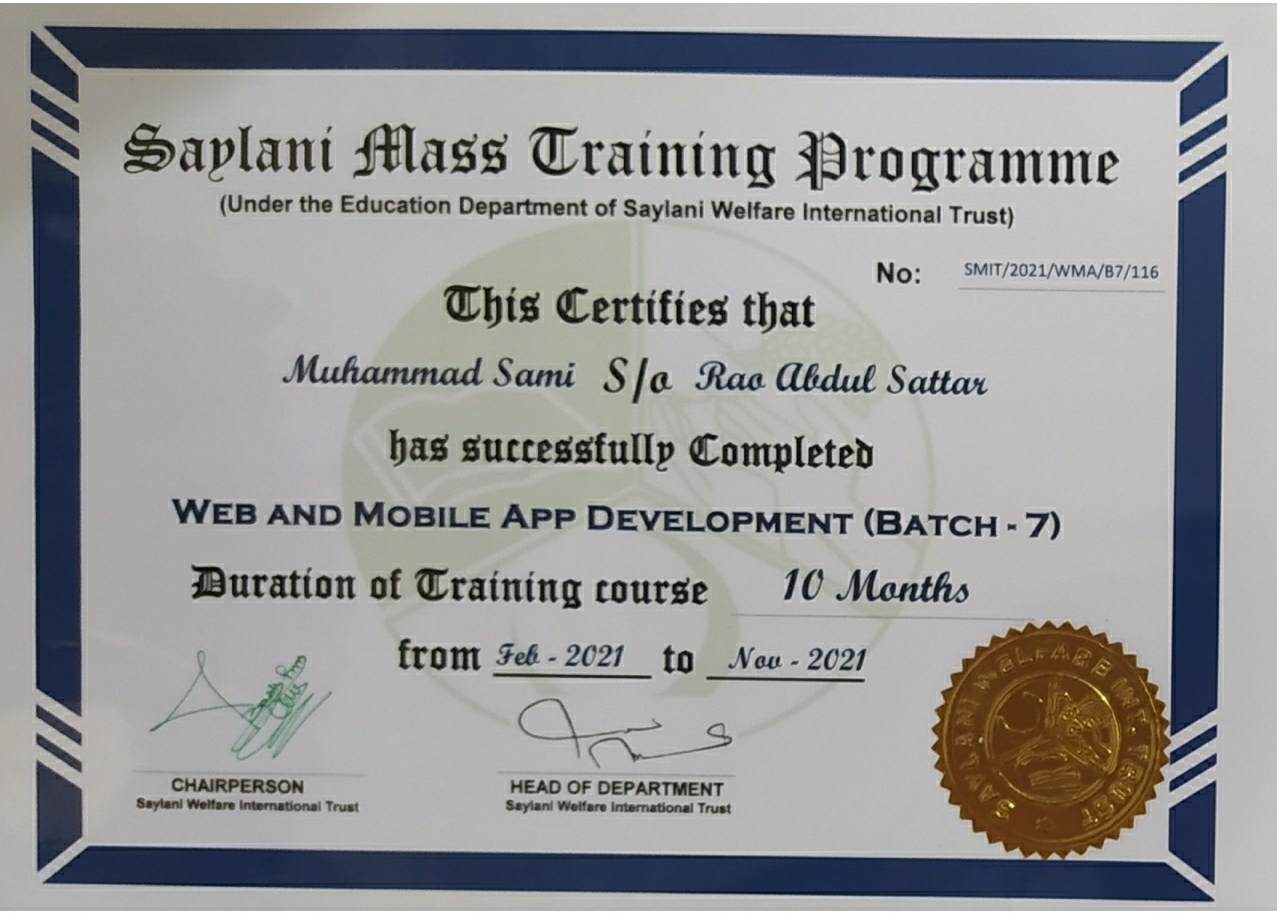 Saylani Mass Training Programme
(Under the Education Department of Saylani Welfare International Trust)
No: SMIT/2021/WMA/B7/116
This Certifies that
Muhammad Sami S/o Rao Abdul Sattar
has successfully Completed
WEB AND MOBILE APP DEVELOPMENT (BATCH - 7)
Duration of Training course 10 Months
from Feb - 2021 to Nov - 2021
CHAIRPERSON
Saylani Welfare International Trust
HEAD OF DEPARTMENT
Saylani Welfare International Trust
SAYLANI WELFARE INT. TRUST